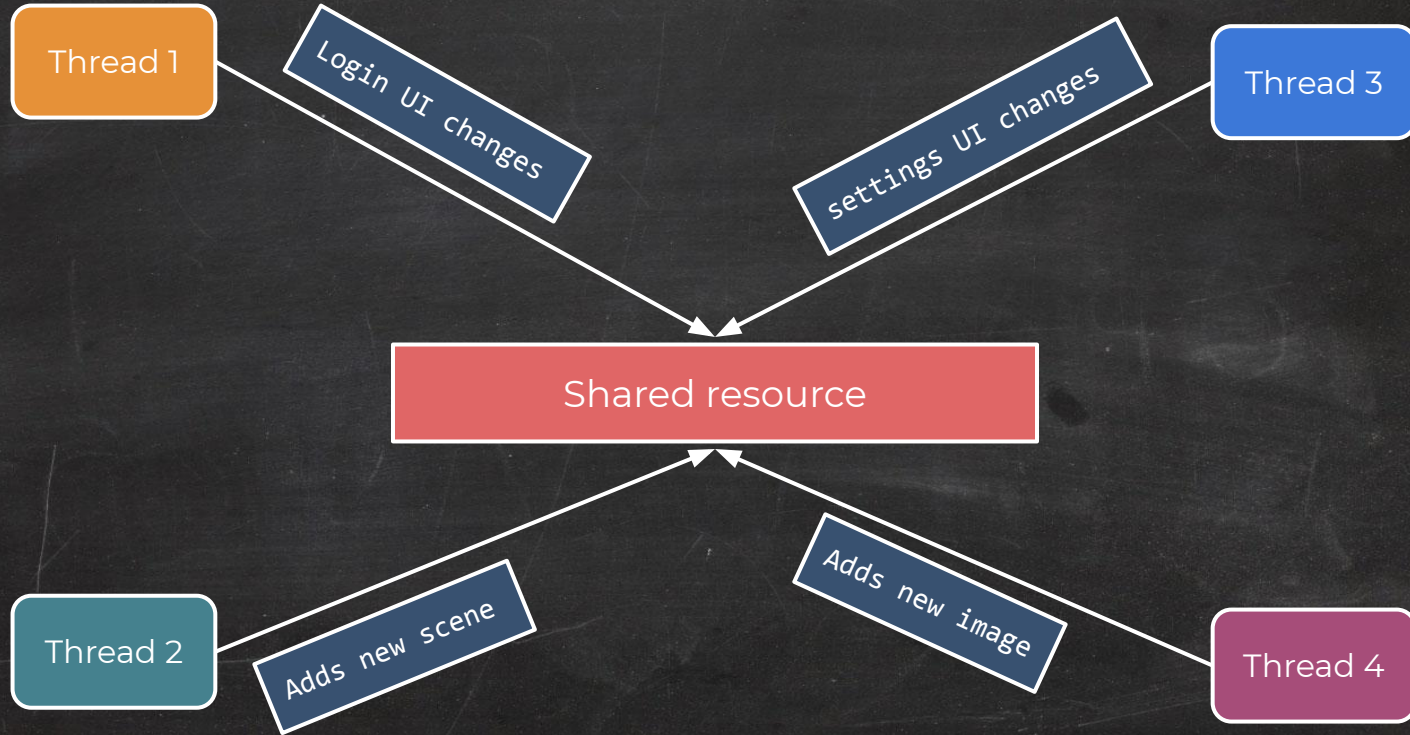 Thread 1
Login UI changes
settings UI changes
Thread 3
Shared resource
Thread 2
Adds new scene
Adds new image
Thread 4